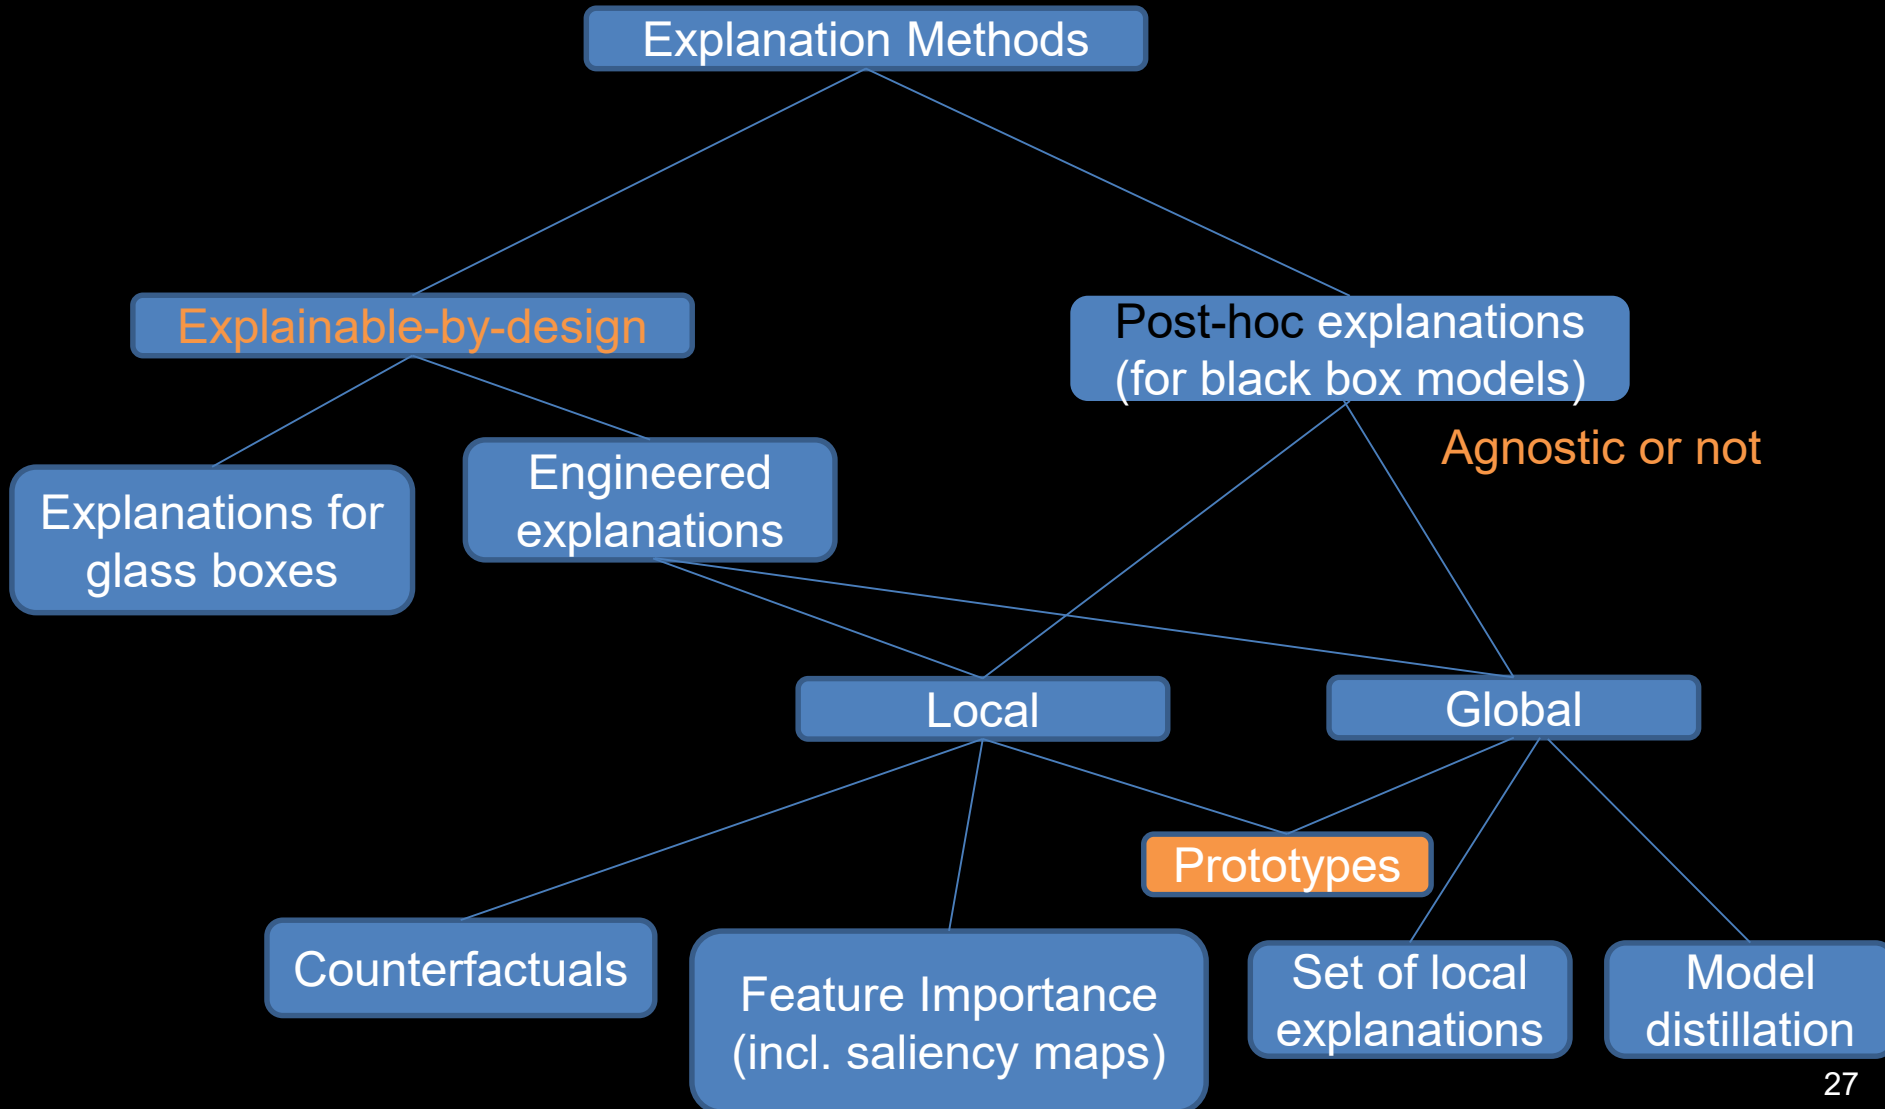 Explanation Methods
Explainable-by-design
Post-hoc explanations
(for black box models)
Agnostic or not
Explanations for
glass boxes
Engineered
explanations
Local
Global
Prototypes
Counterfactuals
Feature Importance
(incl. saliency maps)
Set of local
explanations
Model
distillation
27